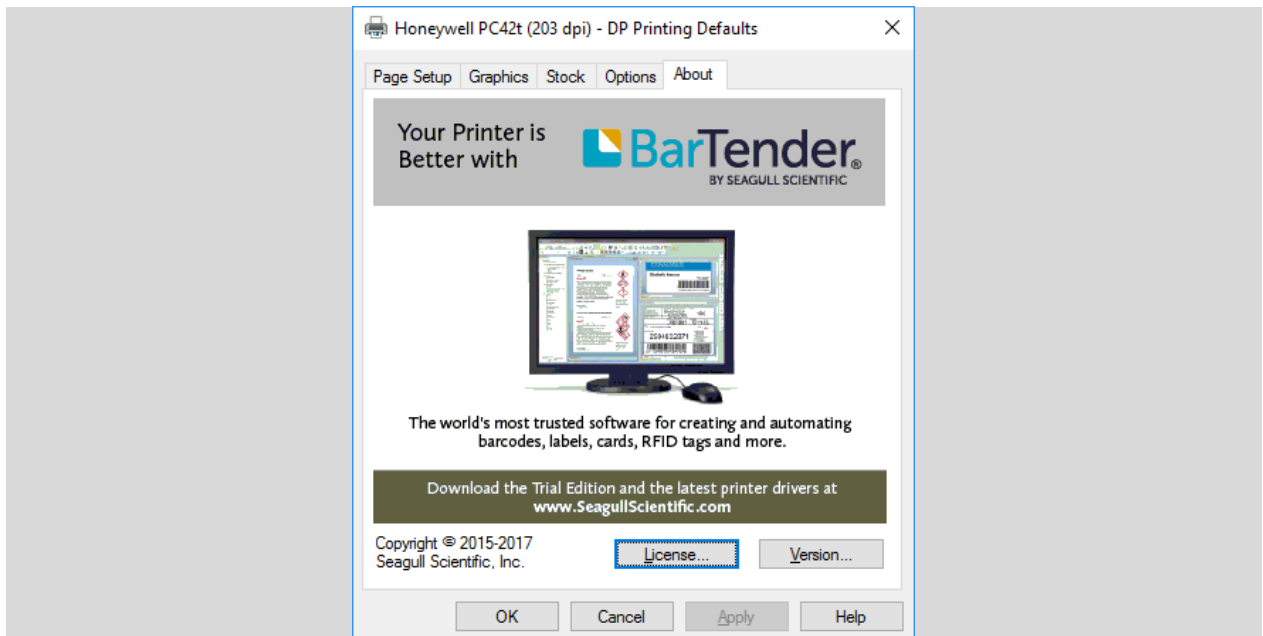 Honeywell PC42t (203 dpi) - DP Printing Defaults
Page Setup Graphics Stock Options About
Your Printer is
Better with
BarTender®
BY SEAGULL SCIENTIFIC
2594632071
The world's most trusted software for creating and automating
barcodes, labels, cards, RFID tags and more.
Download the Trial Edition and the latest printer drivers at
www.SeagullScientific.com
Copyright © 2015-2017
Seagull Scientific, Inc.
License... Version...
OK Cancel Apply Help